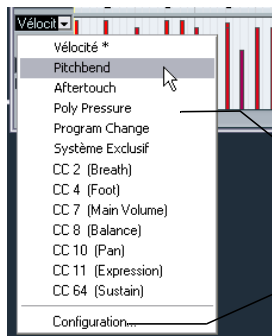 Vélocit
Vélocité *
Pitchbend
Aftertouch
Poly Pressure
Program Change
Système Exclusif
CC 2 (Breath)
CC 4 (Foot)
CC 7 (Main Volume)
CC 8 (Balance)
CC 10 (Pan)
CC 11 (Expression)
CC 64 (Sustain)
Configuration...